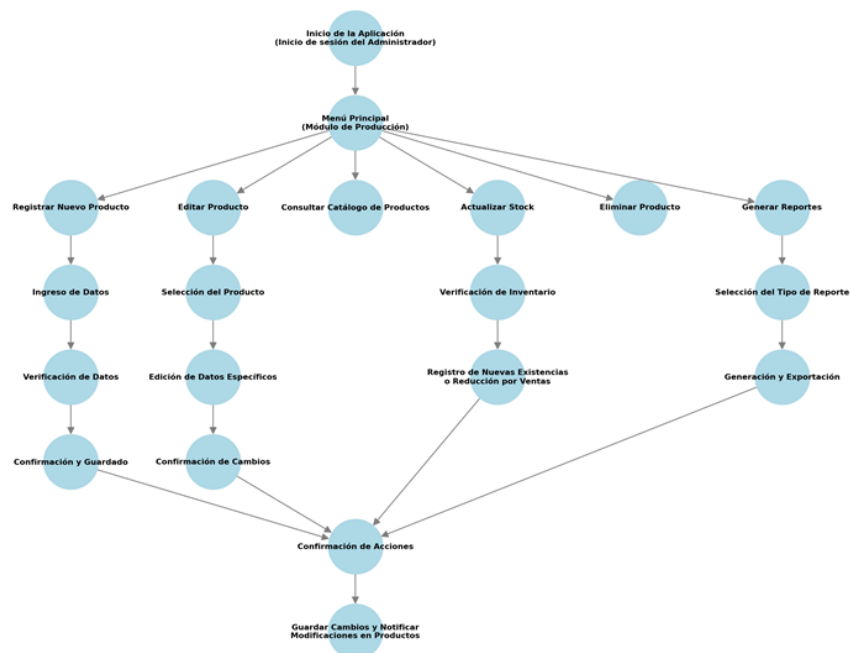 Inicio de la Aplicación
(Inicio de sesión del Administrador)
Menú Principal
(Módulo de Producción)
Registrar Nuevo Producto
Editar Producto
Consultar Catálogo de Productos
Actualizar Stock
Eliminar Producto
Generar Reportes
Ingreso de Datos
Selección del Producto
Verificación de Inventario
Selección del Tipo de Reporte
Verificación de Datos
Edición de Datos Específicos
Registro de Nuevas Existencias
o Reducción por Ventas
Generación y Exportación
Confirmación y Guardado
Confirmación de Cambios
Confirmación de Acciones
Guardar Cambios y Notificar
Modificaciones en Productos